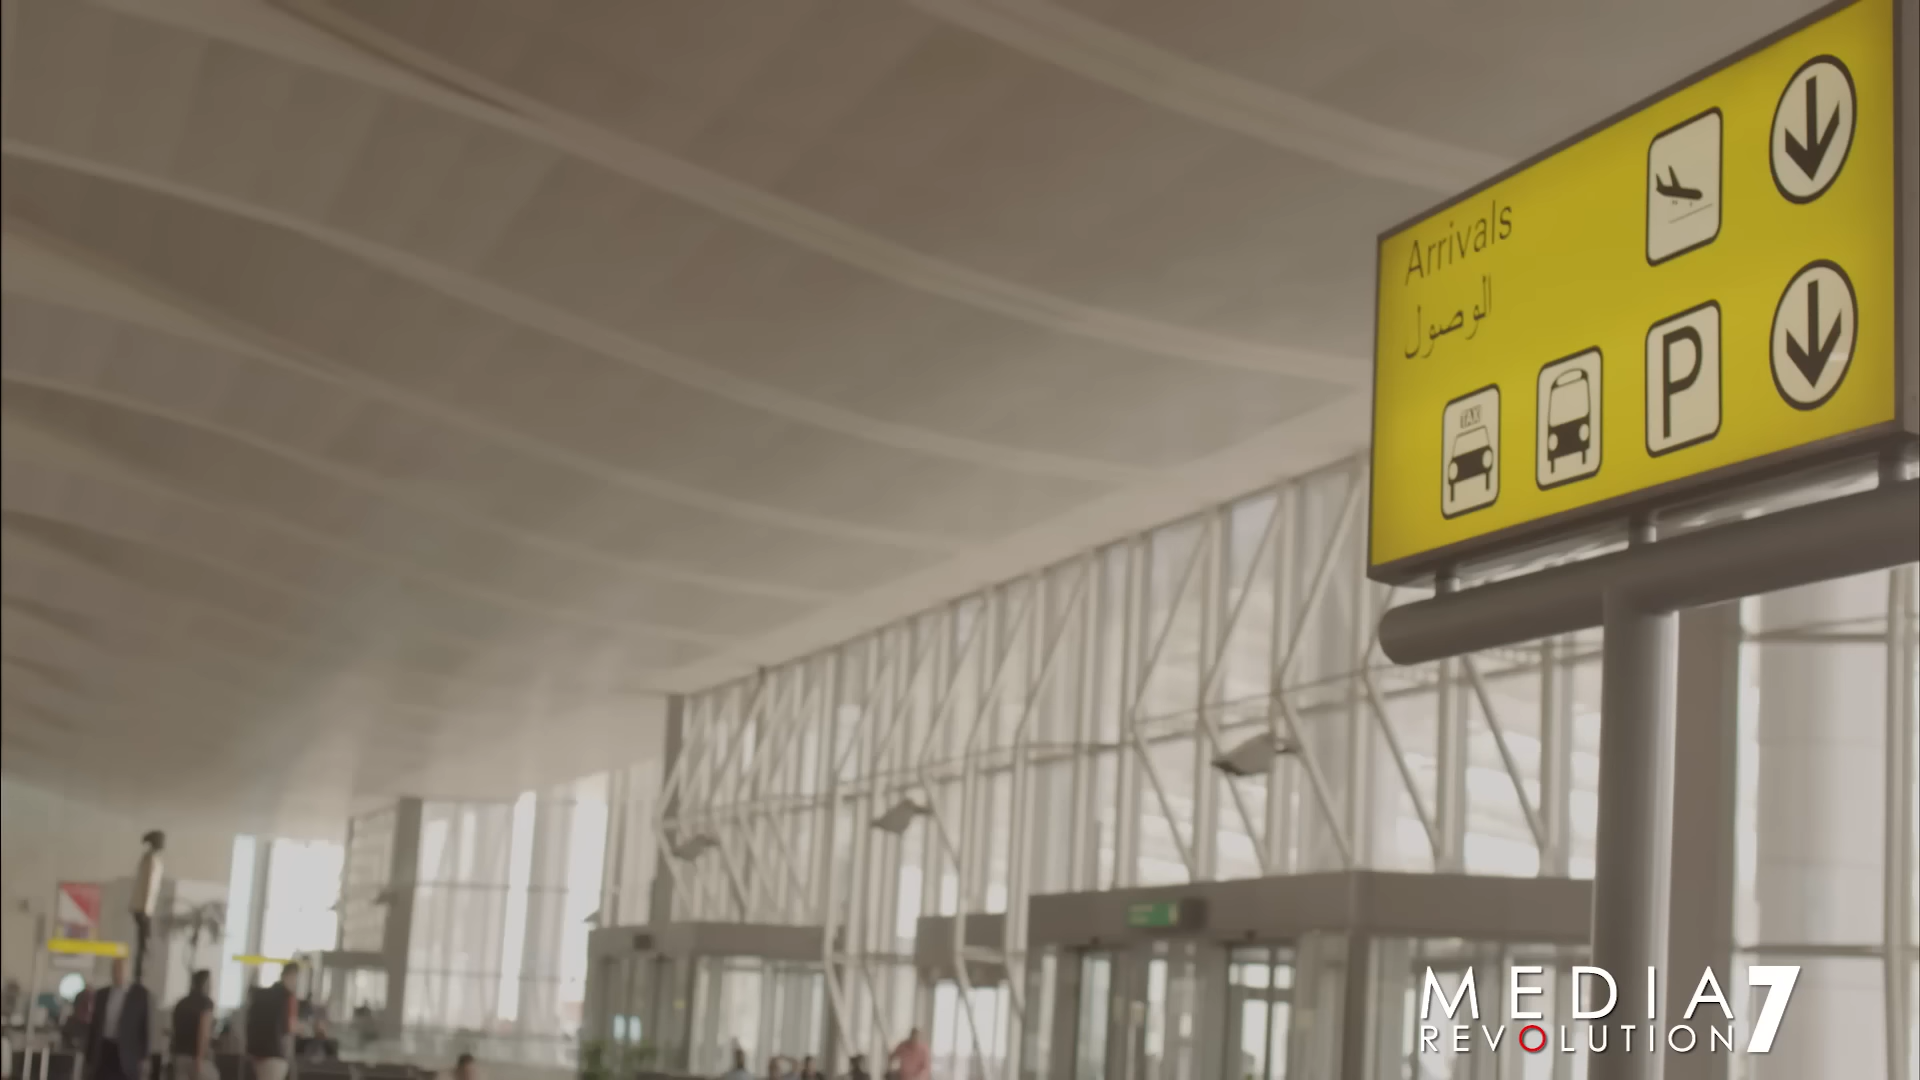 Arrivals
الوصول
TAXI
P
MEDIA 7
REVOLUTION